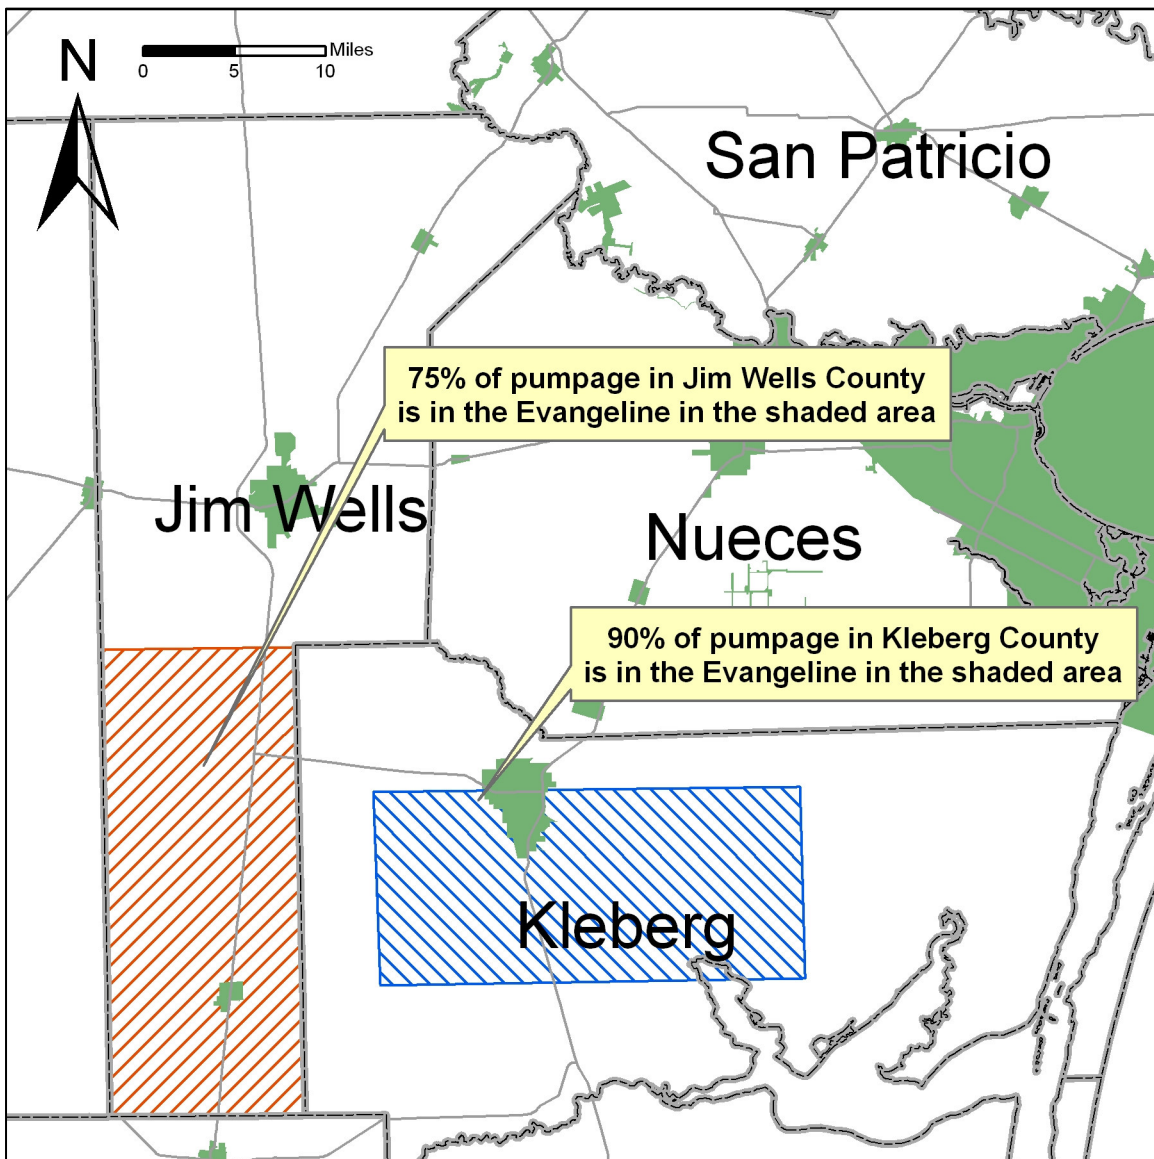 N
Miles
0 5 10
San Patricio
75% of pumpage in Jim Wells County
is in the Evangeline in the shaded area
Jim Wells
Nueces
90% of pumpage in Kleberg County
is in the Evangeline in the shaded area
Kleberg